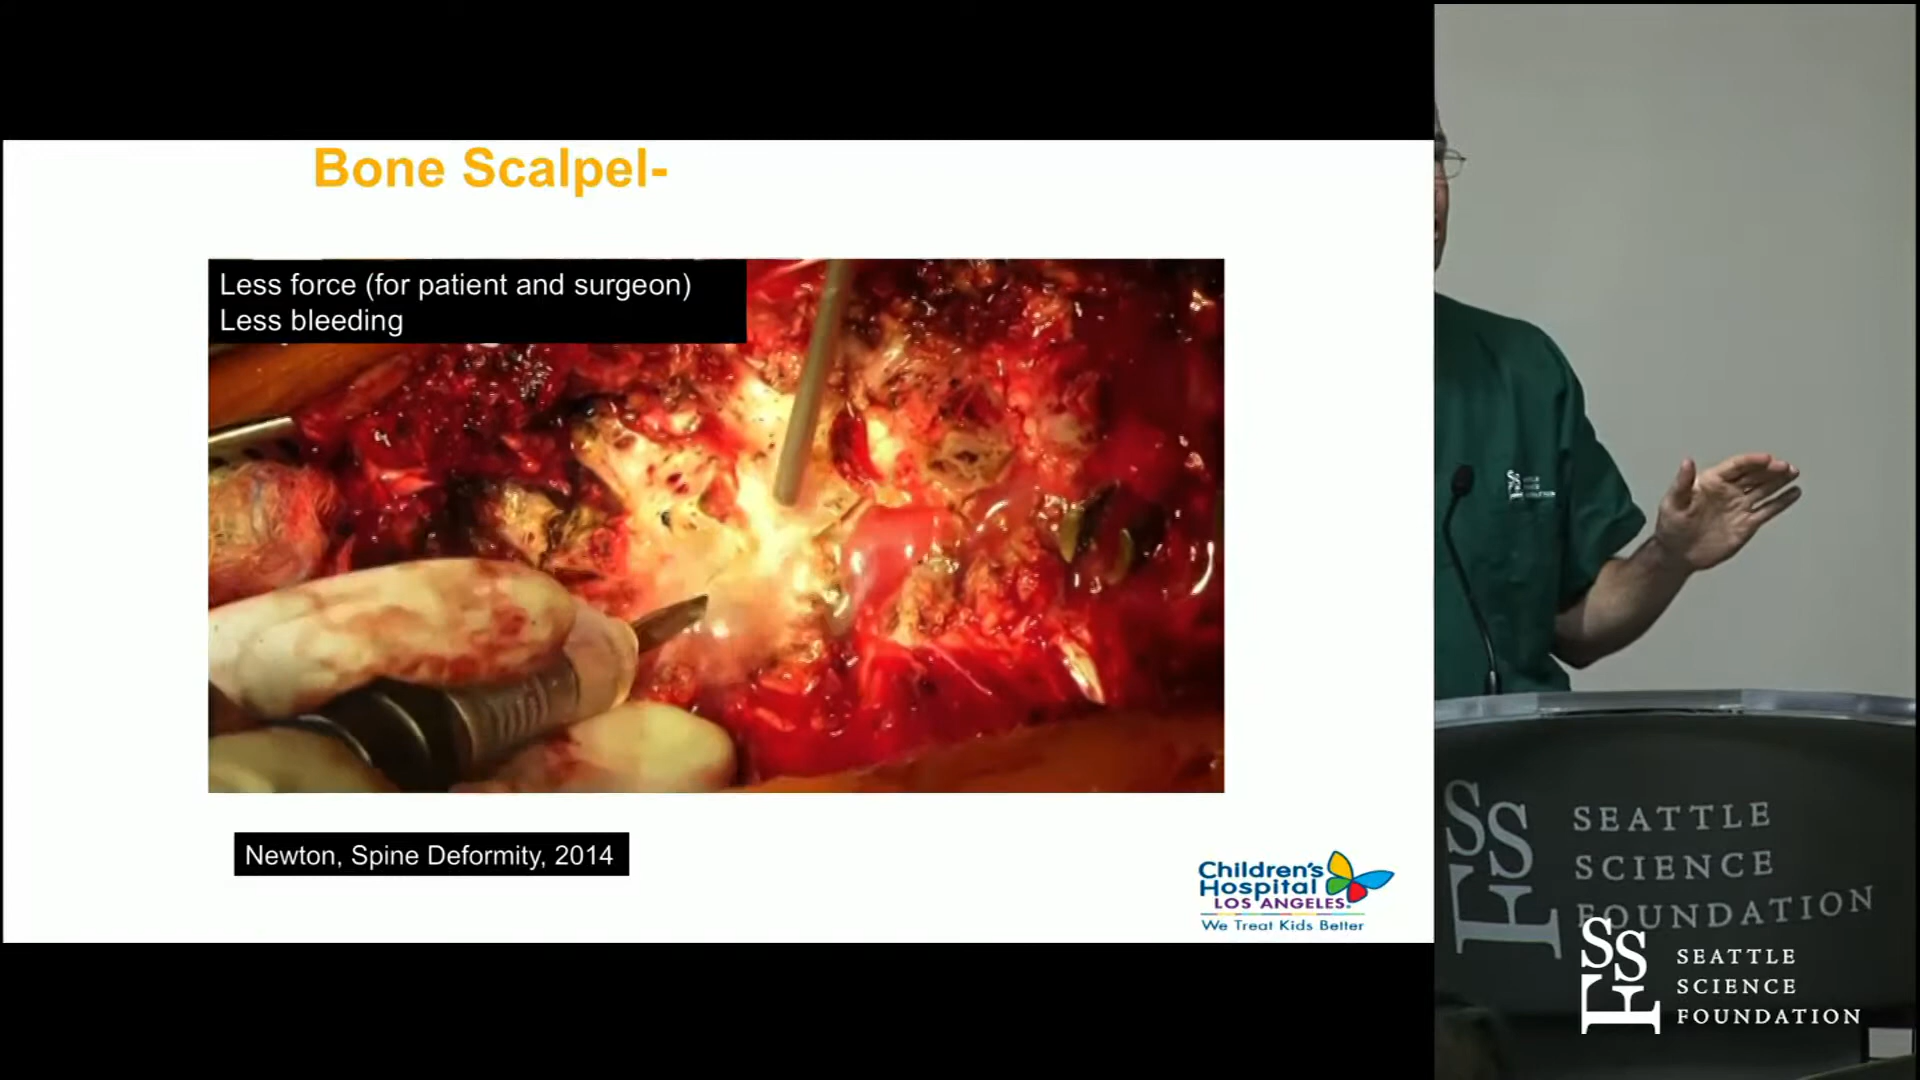 Bone Scalpel-
Less force (for patient and surgeon)
Less bleeding
Newton, Spine Deformity, 2014
Children's
Hospital
LOS ANGELES.
We Treat Kids Better
SEATTLE
SCIENCE
FOUNDATION
SEATTLE
SCIENCE
FOUNDATION